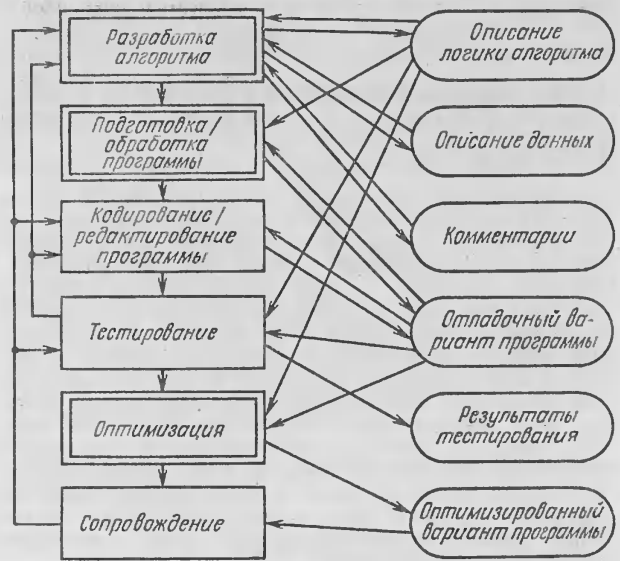 Разработка
алгоритма
Подготовка/
обработка
программы
Кодирование/
редактирование
программы
Тестирование
Оптимизация
Сопровождение
Описание
логики алгоритма
Описание данных
Комментарии
Отладочный ва-
риант программы
Результаты
тестирования
Оптимизированный
вариант программы